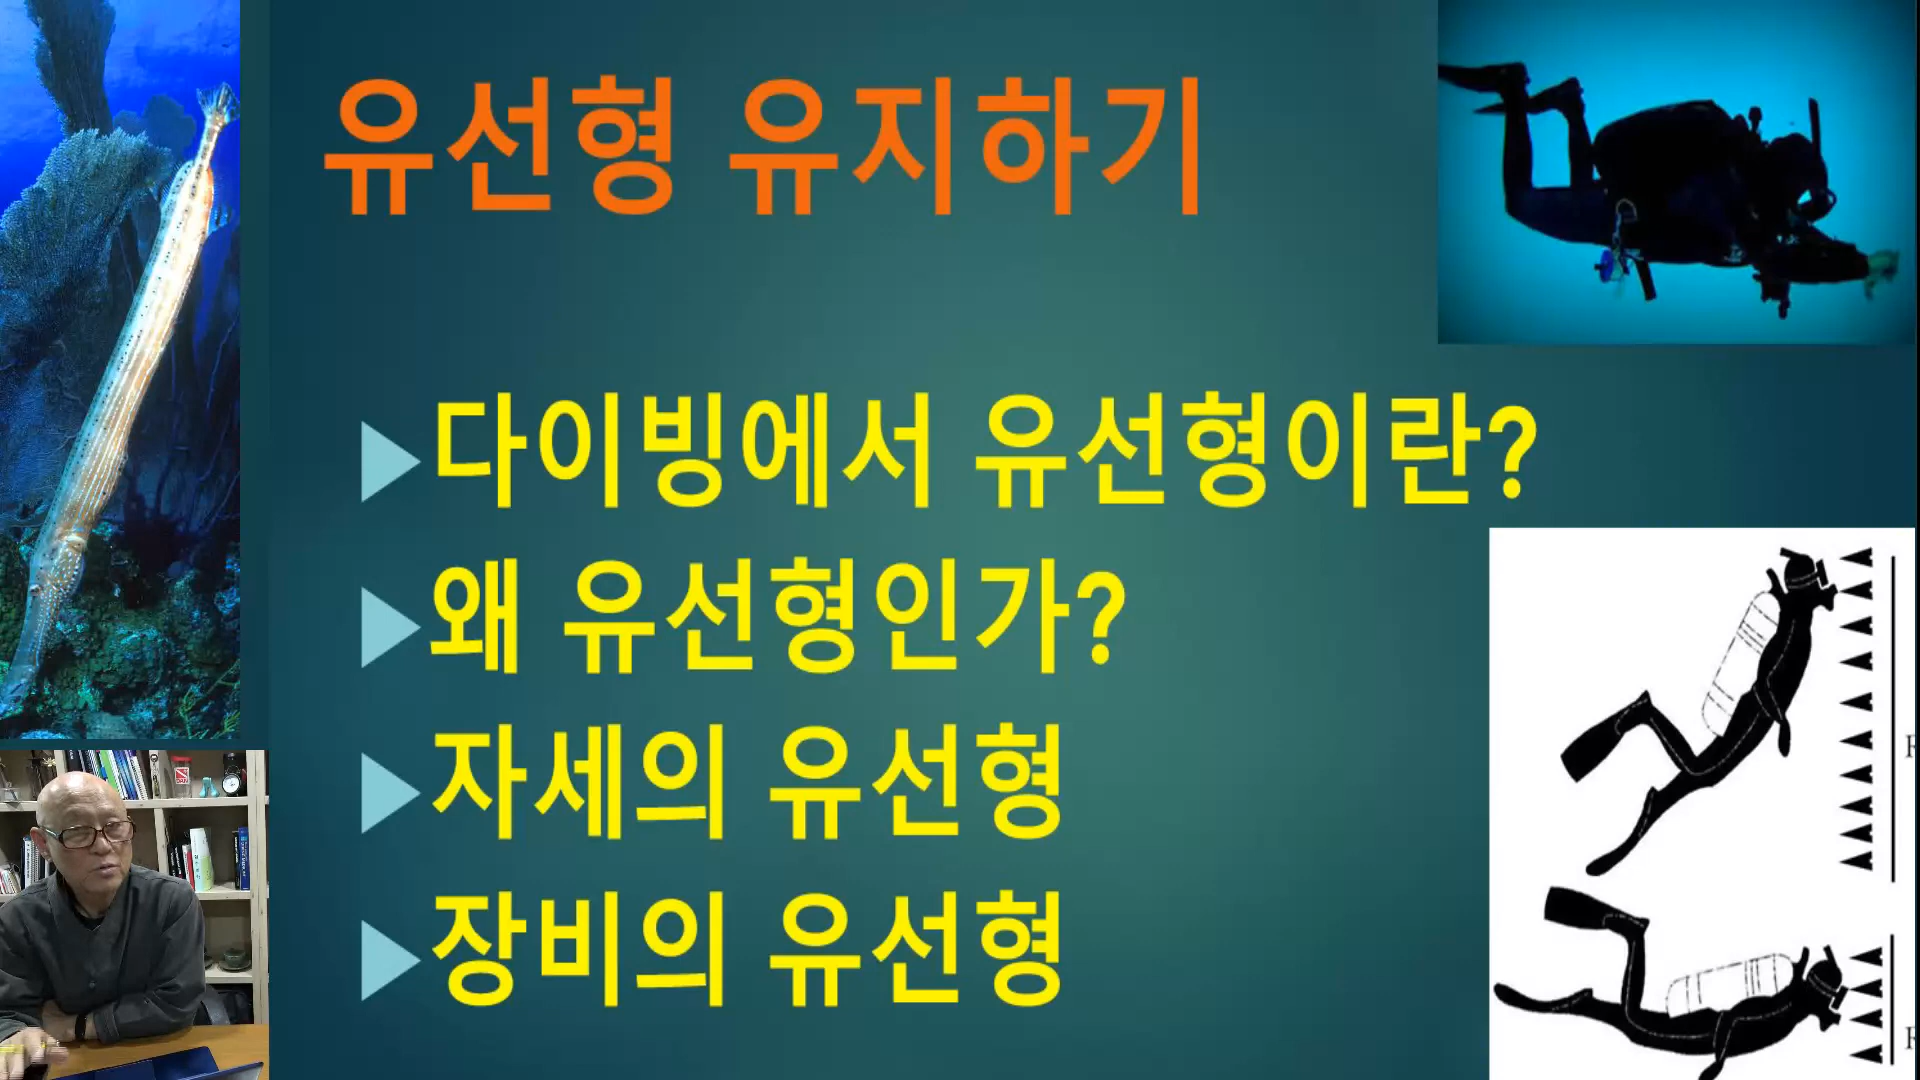 유선형 유지하기
다이빙에서 유선형이란?
왜 유선형인가?
자세의 유선형
장비의 유선형
R
R